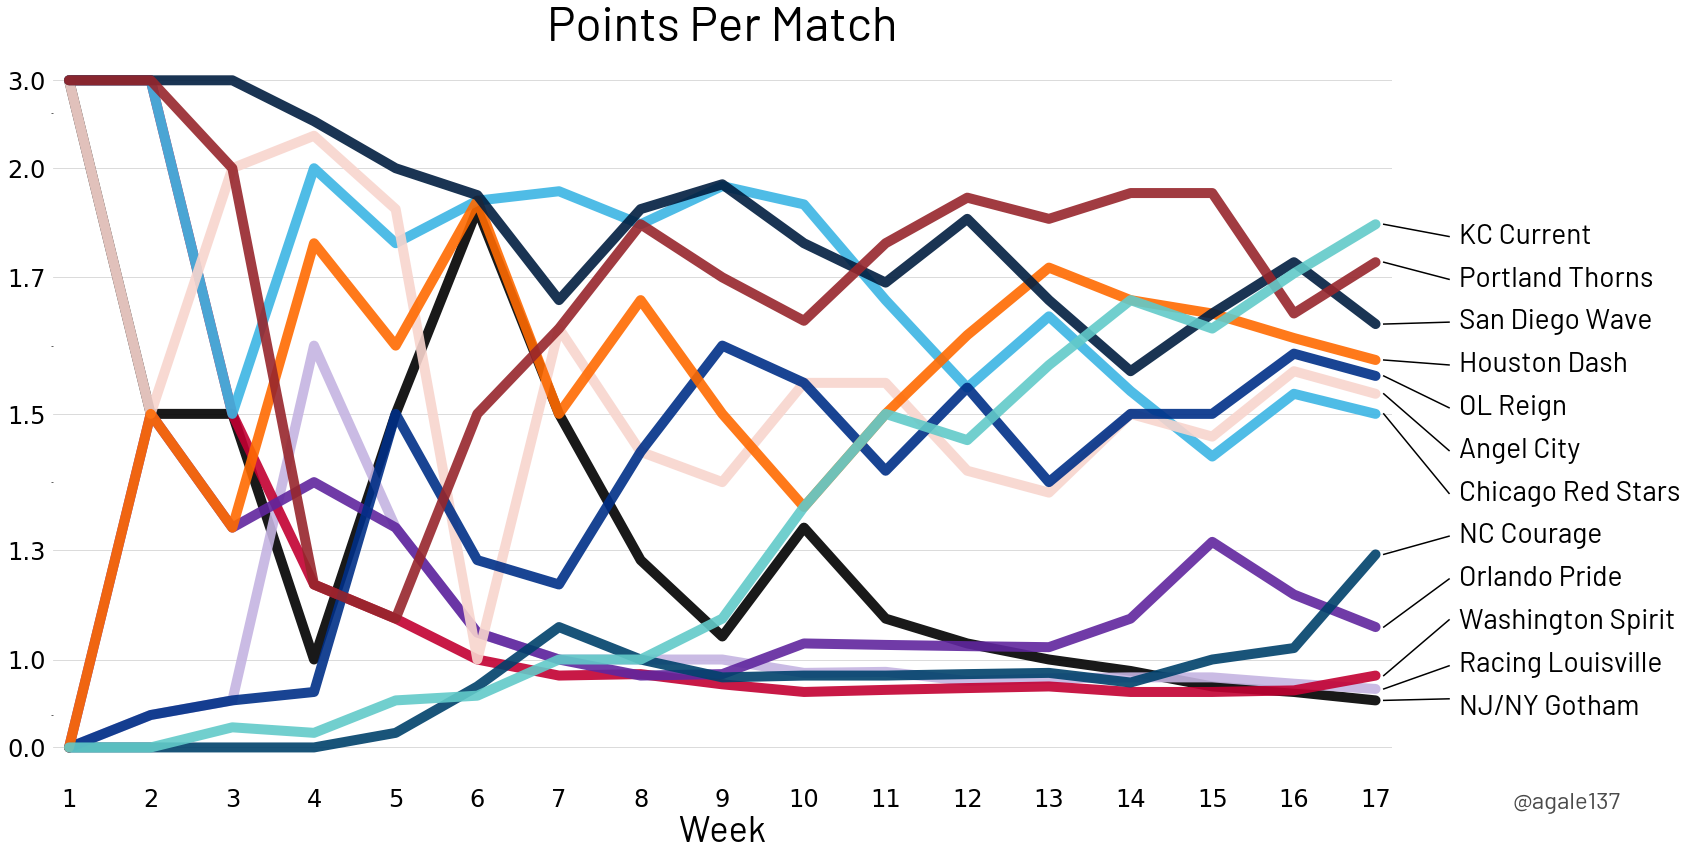 Points Per Match
3.0
2.0
1.7
1.5
1.3
1.0
0.0
KC Current
Portland Thorns
San Diego Wave
Houston Dash
OL Reign
Angel City
Chicago Red Stars
NC Courage
Orlando Pride
Washington Spirit
Racing Louisville
NJ/NY Gotham
1 2 3 4 5 6 7 8 9 10 11 12 13 14 15 16 17
@agale137
Week